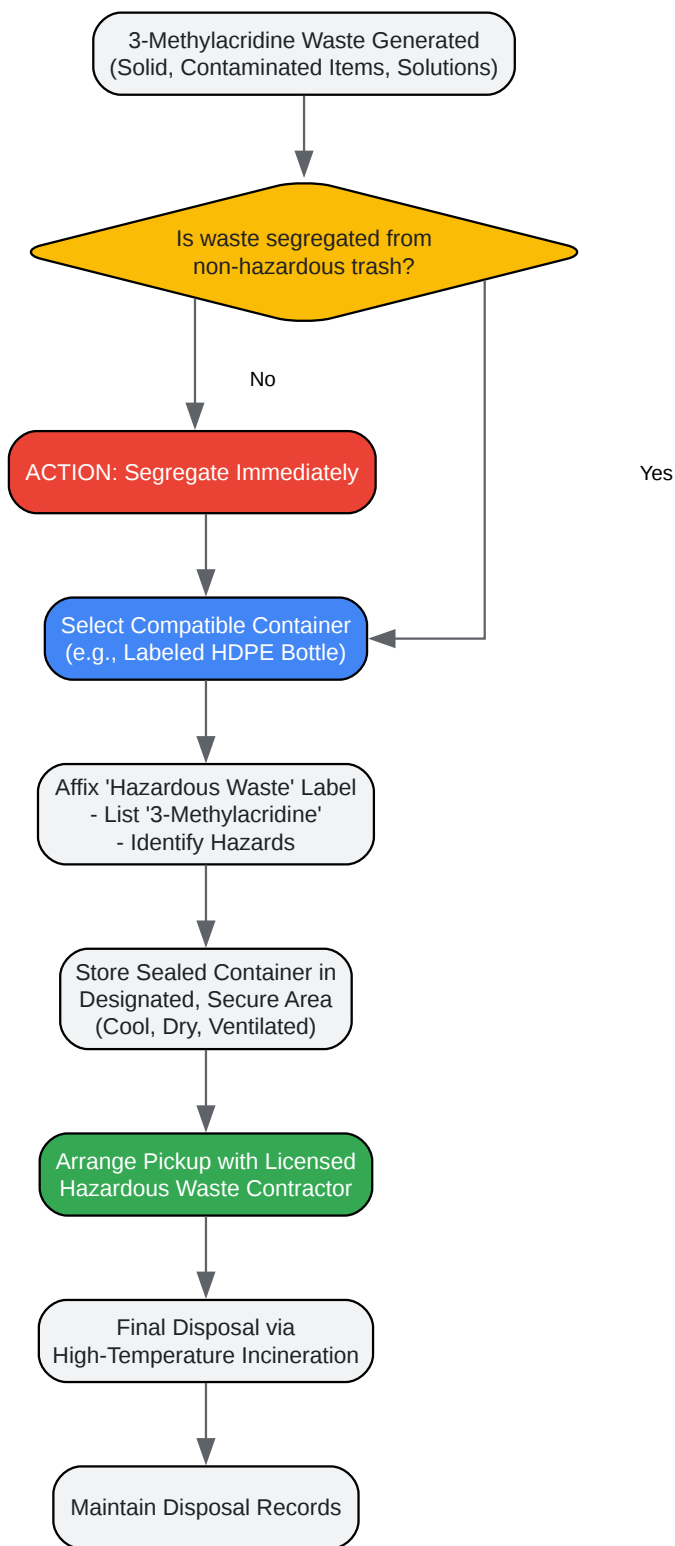 3-Methylacridine Waste Generated
(Solid, Contaminated Items, Solutions)
Is waste segregated from
non-hazardous trash?
No
ACTION: Segregate Immediately
Yes
Select Compatible Container
(e.g., Labeled HDPE Bottle)
Affix 'Hazardous Waste' Label
- List '3-Methylacridine'
- Identify Hazards
Store Sealed Container in
Designated, Secure Area
(Cool, Dry, Ventilated)
Arrange Pickup with Licensed
Hazardous Waste Contractor
Final Disposal via
High-Temperature Incineration
Maintain Disposal Records